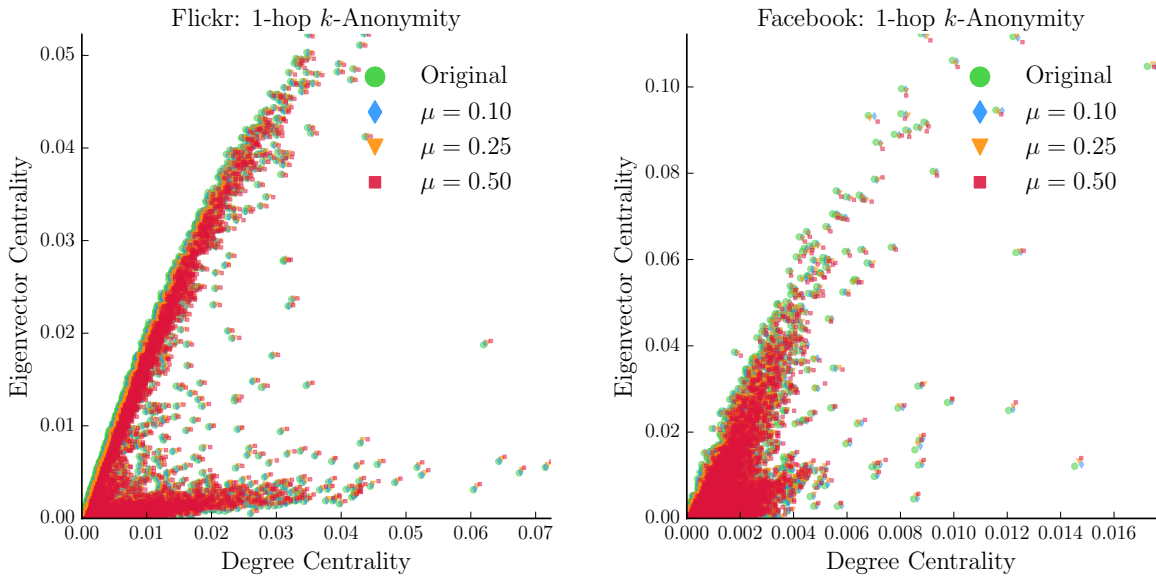 Flickr: 1-hop k-Anonymity
Eigenvector Centrality
0.05
0.04
0.03
0.02
0.01
0.00
Original
μ = 0.10
μ = 0.25
μ = 0.50
0.00 0.01 0.02 0.03 0.04 0.05 0.06 0.07
Degree Centrality
Facebook: 1-hop k-Anonymity
Eigenvector Centrality
0.10
0.08
0.06
0.04
0.02
0.00
Original
μ = 0.10
μ = 0.25
μ = 0.50
0.000 0.002 0.004 0.006 0.008 0.010 0.012 0.014 0.016
Degree Centrality